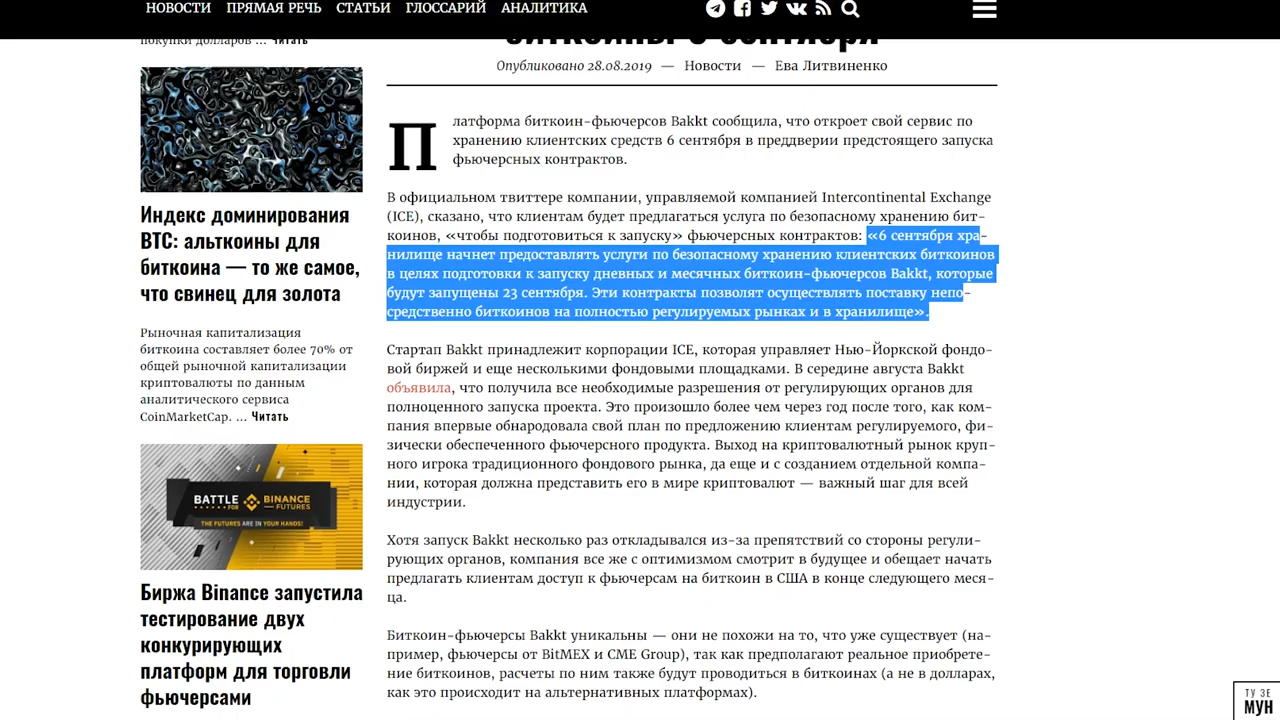 НОВОСТИ ПРЯМАЯ РЕЧЬ СТАТЬИ ГЛОССАРИЙ АНАЛИТИКА
покупки долларов ... Читать
Индекс доминирования
BTC: альткоины для
биткоина — то же самое,
что свинец для золота
Рыночная капитализация
биткоина составляет более 70% от
общей рыночной капитализации
криптовалюты по данным
аналитического сервиса
CoinMarketCap. ... Читать
BATTLE FOR BINANCE FUTURES
THE FUTURES ARE IN YOUR HANDS!
Биржа Binance запустила
тестирование двух
конкурирующих
платформ для торговли
фьючерсами
биткоины 6 сентября
Опубликовано 28.08.2019 — Новости — Ева Литвиненко
Платформа биткоин-фьючерсов Bakkt сообщила, что откроет свой сервис по
хранению клиентских средств 6 сентября в преддверии предстоящего запуска
фьючерсных контрактов.
В официальном твиттере компании, управляемой компанией Intercontinental Exchange
(ICE), сказано, что клиентам будет предлагаться услуга по безопасному хранению бит-
коинов, «чтобы подготовиться к запуску» фьючерсных контрактов: «6 сентября хра-
нилище начнет предоставлять услуги по безопасному хранению клиентских биткоинов
в целях подготовки к запуску дневных и месячных биткоин-фьючерсов Bakkt, которые
будут запущены 23 сентября. Эти контракты позволят осуществлять поставку непо-
средственно биткоинов на полностью регулируемых рынках и в хранилище».
Стартап Bakkt принадлежит корпорации ICE, которая управляет Нью-Йоркской фондо-
вой биржей и еще несколькими фондовыми площадками. В середине августа Bakkt
объявила, что получила все необходимые разрешения от регулирующих органов для
полноценного запуска проекта. Это произошло более чем через год после того, как ком-
пания впервые обнародовала свой план по предложению клиентам регулируемого, фи-
зически обеспеченного фьючерсного продукта. Выход на криптовалютный рынок круп-
ного игрока традиционного фондового рынка, да еще и с созданием отдельной компа-
нии, которая должна представить его в мире криптовалют — важный шаг для всей
индустрии.
Хотя запуск Bakkt несколько раз откладывался из-за препятствий со стороны регули-
рующих органов, компания все же с оптимизмом смотрит в будущее и обещает начать
предлагать клиентам доступ к фьючерсам на биткоин в США в конце следующего меся-
ца.
Биткоин-фьючерсы Bakkt уникальны — они не похожи на то, что уже существует (на-
пример, фьючерсы от BitMEX и CME Group), так как предполагают реальное приобрете-
ние биткоинов, расчеты по ним также будут проводиться в биткоинах (а не в долларах,
как это происходит на альтернативных платформах).
ТУ ЗЕ
МУН